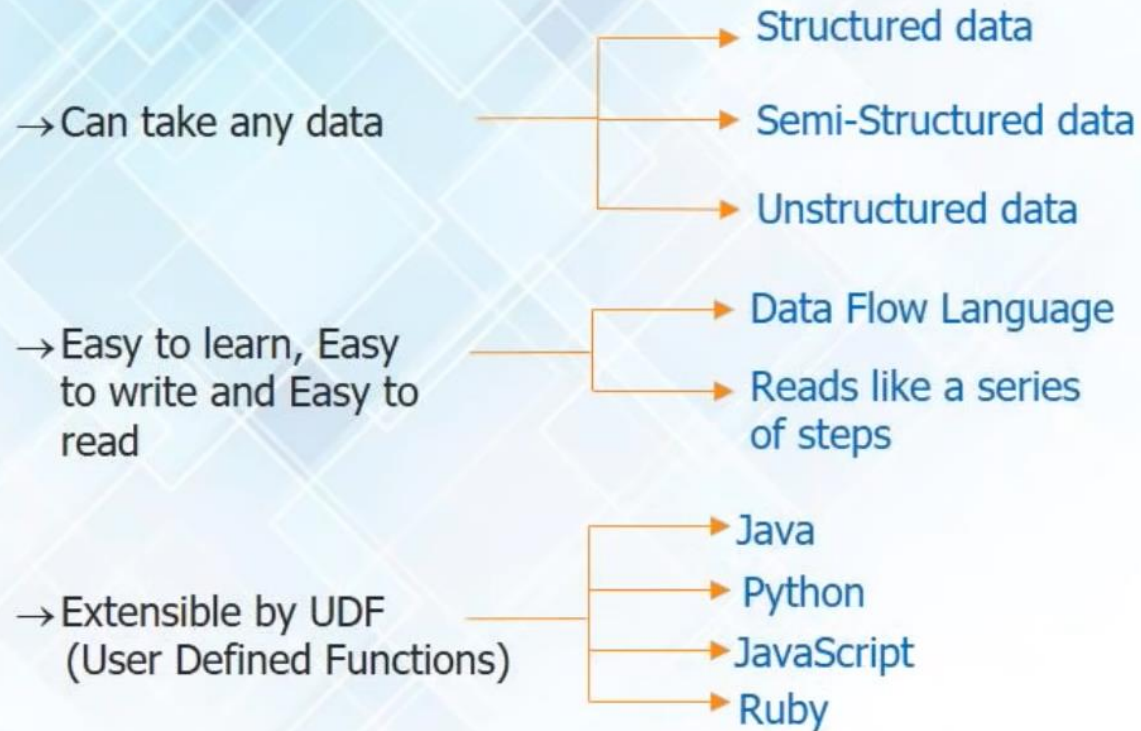 →Can take any data
Structured data
Semi-Structured data
Unstructured data
→Easy to learn, Easy
to write and Easy to
read
Data Flow Language
Reads like a series
of steps
→Extensible by UDF
(User Defined Functions)
Java
Python
JavaScript
Ruby